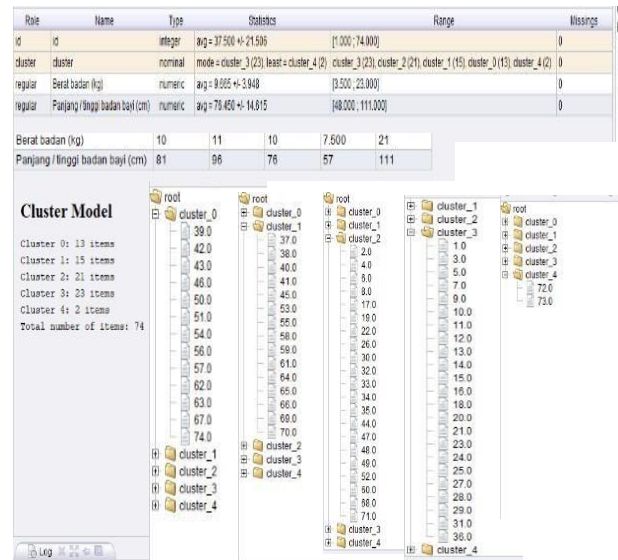 Role Name Type Statistics Range Missings
id id integer avg = 37.500 +/- 21.506 [1.000 ; 74.000] 0
cluster cluster nominal mode = cluster_3 (23), least = cluster_4 (2) cluster_3 (23), cluster_2 (21), cluster_1 (15), cluster_0 (13), cluster_4 (2) 0
regular Berat badan (kg) numeric avg = 9.665 +/- 3.948 [3.500 ; 23.000] 0
regular Panjang / tinggi badan bayi (cm) numeric avg = 76.450 +/- 14.615 [48.000 ; 111.000] 0
Berat badan (kg) 10 11 10 7.500 21
Panjang / tinggi badan bayi (cm) 81 96 76 57 111
Cluster Model
Cluster 0: 13 items
Cluster 1: 15 items
Cluster 2: 21 items
Cluster 3: 23 items
Cluster 4: 2 items
Total number of items: 74
root
cluster_0
39.0
42.0
43.0
46.0
50.0
51.0
54.0
56.0
57.0
62.0
63.0
67.0
74.0
cluster_1
cluster_2
cluster_3
cluster_4
root
cluster_0
cluster_1
37.0
38.0
40.0
41.0
45.0
53.0
55.0
58.0
59.0
61.0
64.0
65.0
66.0
69.0
70.0
cluster_2
cluster_3
cluster_4
root
cluster_0
cluster_1
cluster_2
2.0
4.0
6.0
8.0
17.0
19.0
22.0
26.0
30.0
32.0
33.0
34.0
35.0
44.0
47.0
48.0
49.0
52.0
60.0
68.0
71.0
cluster_3
cluster_4
cluster_1
cluster_2
cluster_3
1.0
3.0
5.0
7.0
9.0
10.0
11.0
12.0
13.0
14.0
15.0
16.0
18.0
20.0
21.0
23.0
24.0
25.0
27.0
28.0
29.0
31.0
36.0
cluster_4
root
cluster_0
cluster_1
cluster_2
cluster_3
cluster_4
72.0
73.0
Log